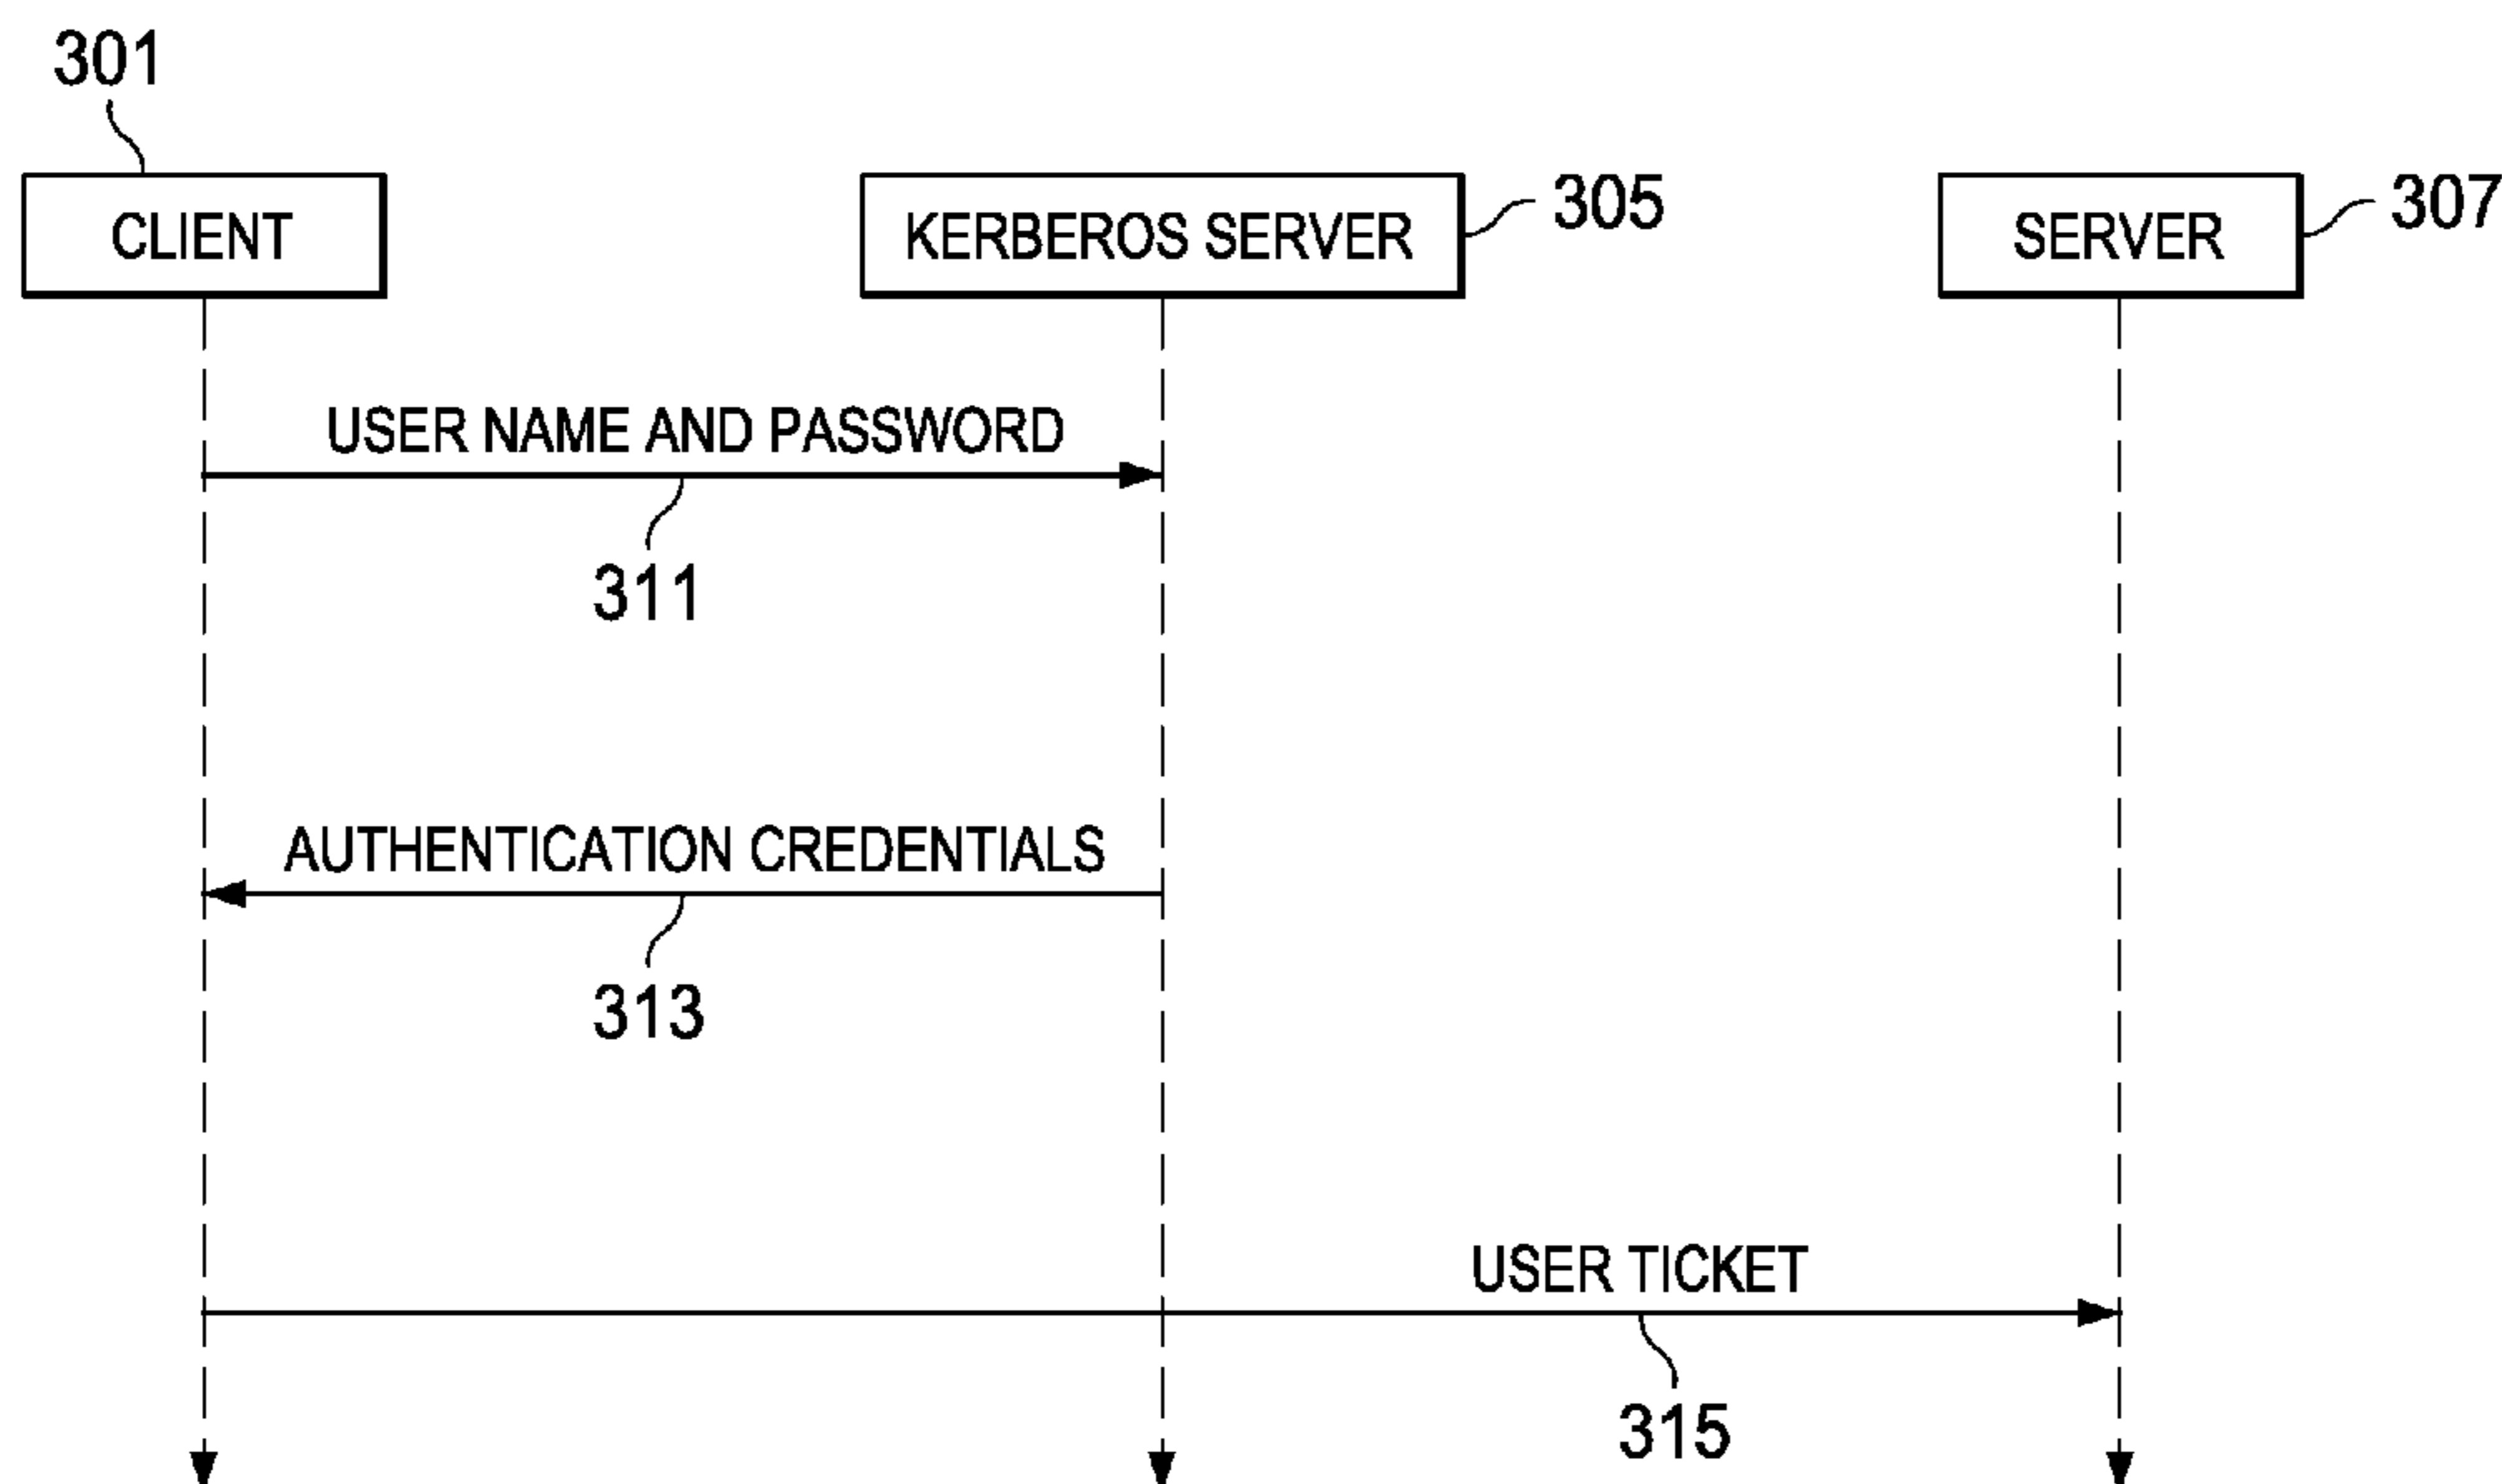 301
CLIENT
KERBEROS SERVER
305
SERVER
307
USER NAME AND PASSWORD
311
AUTHENTICATION CREDENTIALS
313
USER TICKET
315